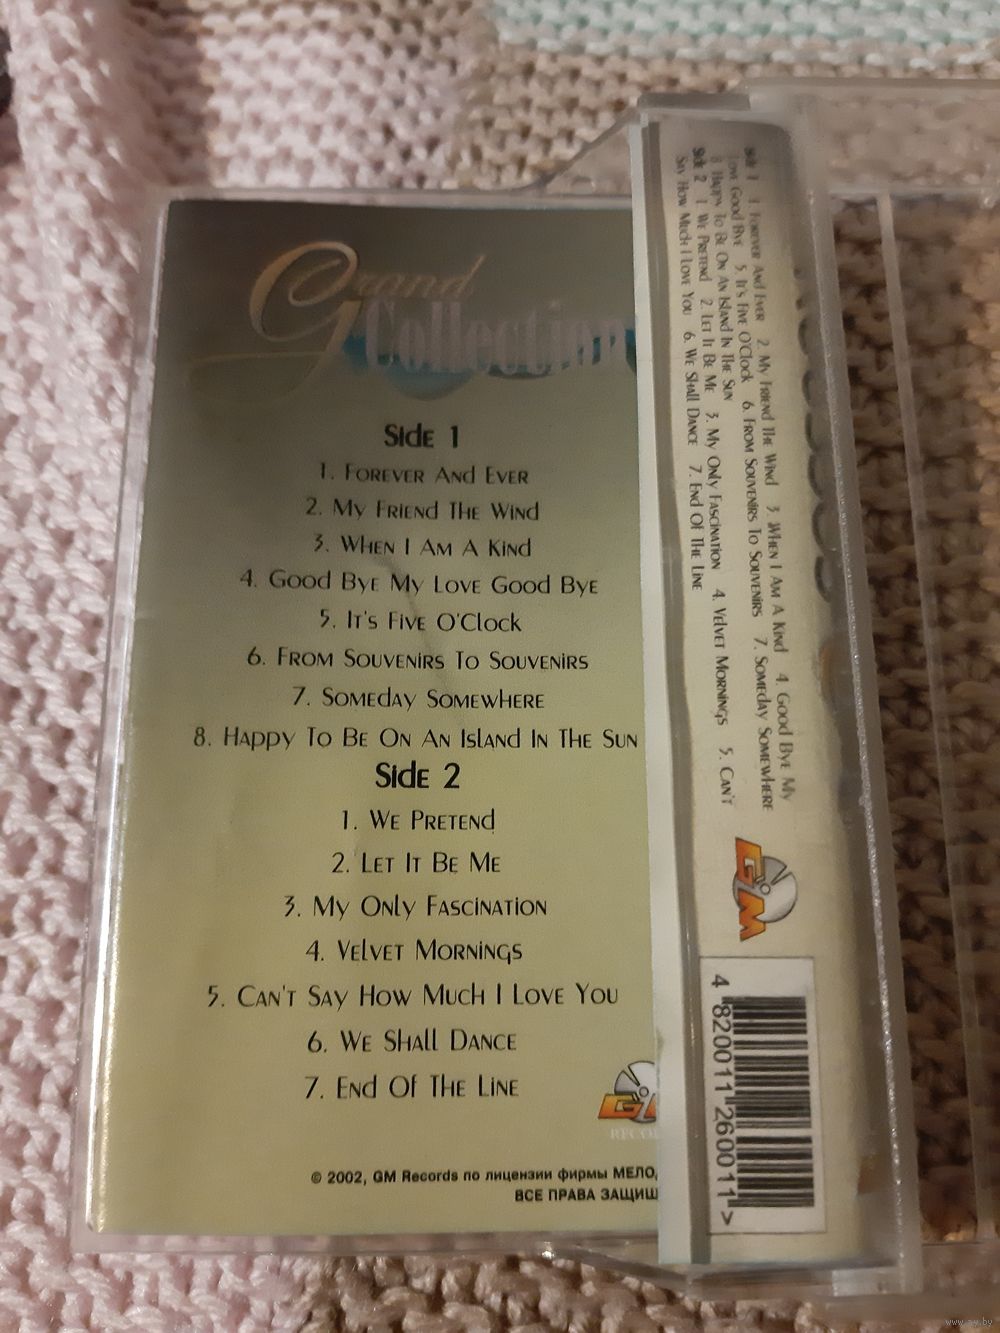 Grand
Collection
Side 1
1. Forever And Ever
2. My Friend The Wind
3. When I Am A Kind
4. Good Bye My Love Good Bye
5. It's Five O'Clock
6. From Souvenirs To Souvenirs
7. Someday Somewhere
8. Happy To Be On An Island In The Sun
Side 2
1. We Pretend
2. Let It Be Me
3. My Only Fascination
4. Velvet Mornings
5. Can't Say How Much I Love You
6. We Shall Dance
7. End Of The Line
GM
© 2002, GM Records по лицензии фирмы
ВСЕ ПРАВА
Side 1 1. Forever And Ever 2. My Friend The Wind 3. When I Am A Kind 4. Good Bye My
Love Good Bye 5. It's Five O'Clock 6. From Souvenirs To Souvenirs 7. Someday Somewhere
8 Happy To Be On An Island In The Sun
Side 2 1. We Pretend 2. Let It Be Me 3. My Only Fascination 4. Velvet Mornings 5. Can't
Say How Much I Love You 6. We Shall Dance 7. End Of The Line
GM
4 820011 260011 >
www.ay.by